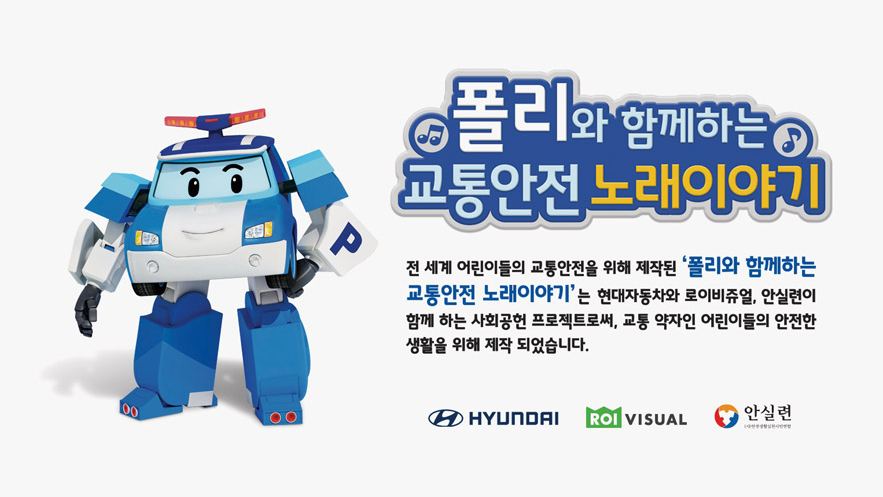 폴리와 함께하는
교통안전 노래이야기
P
전 세계 어린이들의 교통안전을 위해 제작된 ‘폴리와 함께하는
교통안전 노래이야기’는 현대자동차와 로이비쥬얼, 안실련이
함께 하는 사회공헌 프로젝트로써, 교통 약자인 어린이들의 안전한
생활을 위해 제작 되었습니다.
HYUNDAI
ROI VISUAL
안실련